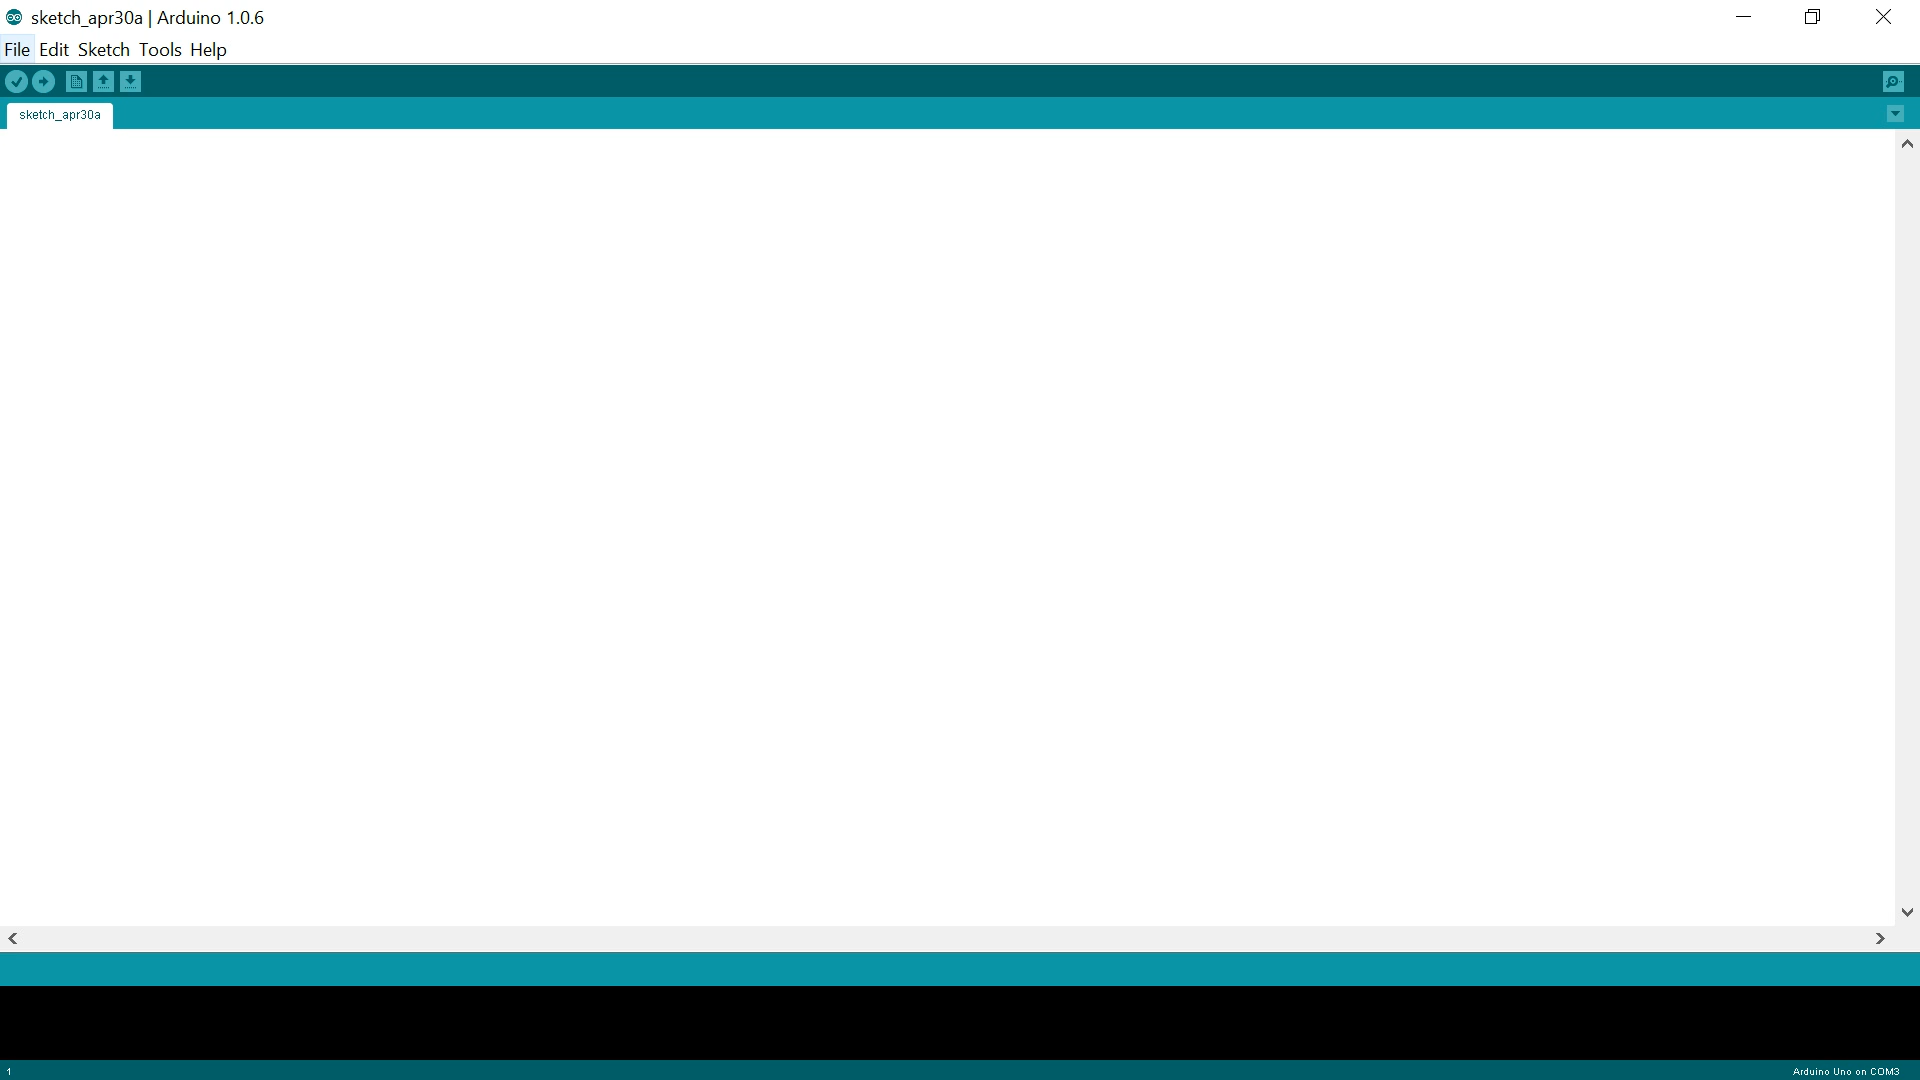 sketch_apr30a | Arduino 1.0.6
File Edit Sketch Tools Help
sketch_apr30a
1
Arduino Uno on COM3